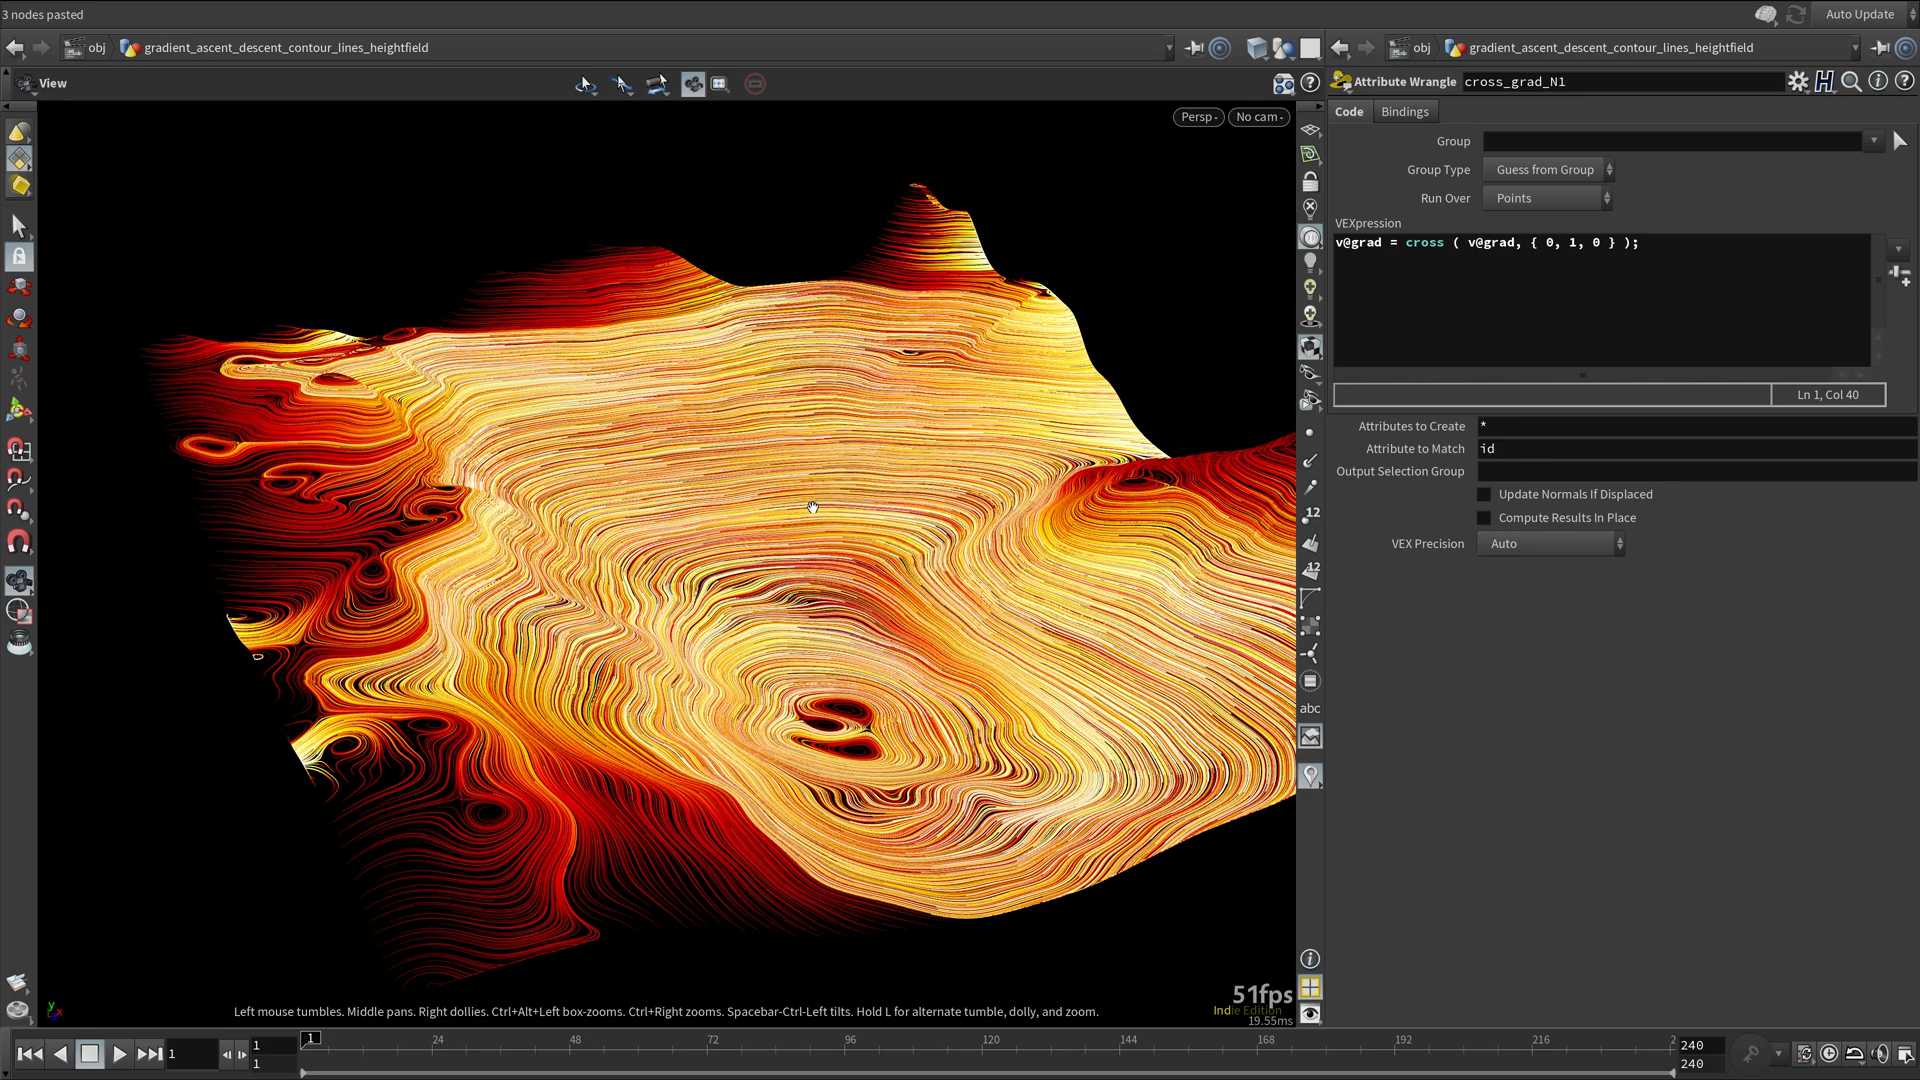 3 nodes pasted
Auto Update
obj
gradient_ascent_descent_contour_lines_heightfield
obj
gradient_ascent_descent_contour_lines_heightfield
View
Attribute Wrangle
cross_grad_N1
Persp
No cam
Code
Bindings
Group
Group Type
Guess from Group
Run Over
Points
VEXpression
v@grad = cross ( v@grad, { 0, 1, 0 } );
Ln 1, Col 40
Attributes to Create
*
Attribute to Match
id
Output Selection Group
Update Normals If Displaced
Compute Results In Place
VEX Precision
Auto
12
12
abc
51fps
Indie Edition
19.55ms
Left mouse tumbles. Middle pans. Right dollies. Ctrl+Alt+Left box-zooms. Ctrl+Right zooms. Spacebar-Ctrl-Left tilts. Hold L for alternate tumble, dolly, and zoom.
y
x
1
1
1
1
24
48
72
96
120
144
168
192
216
2
240
240